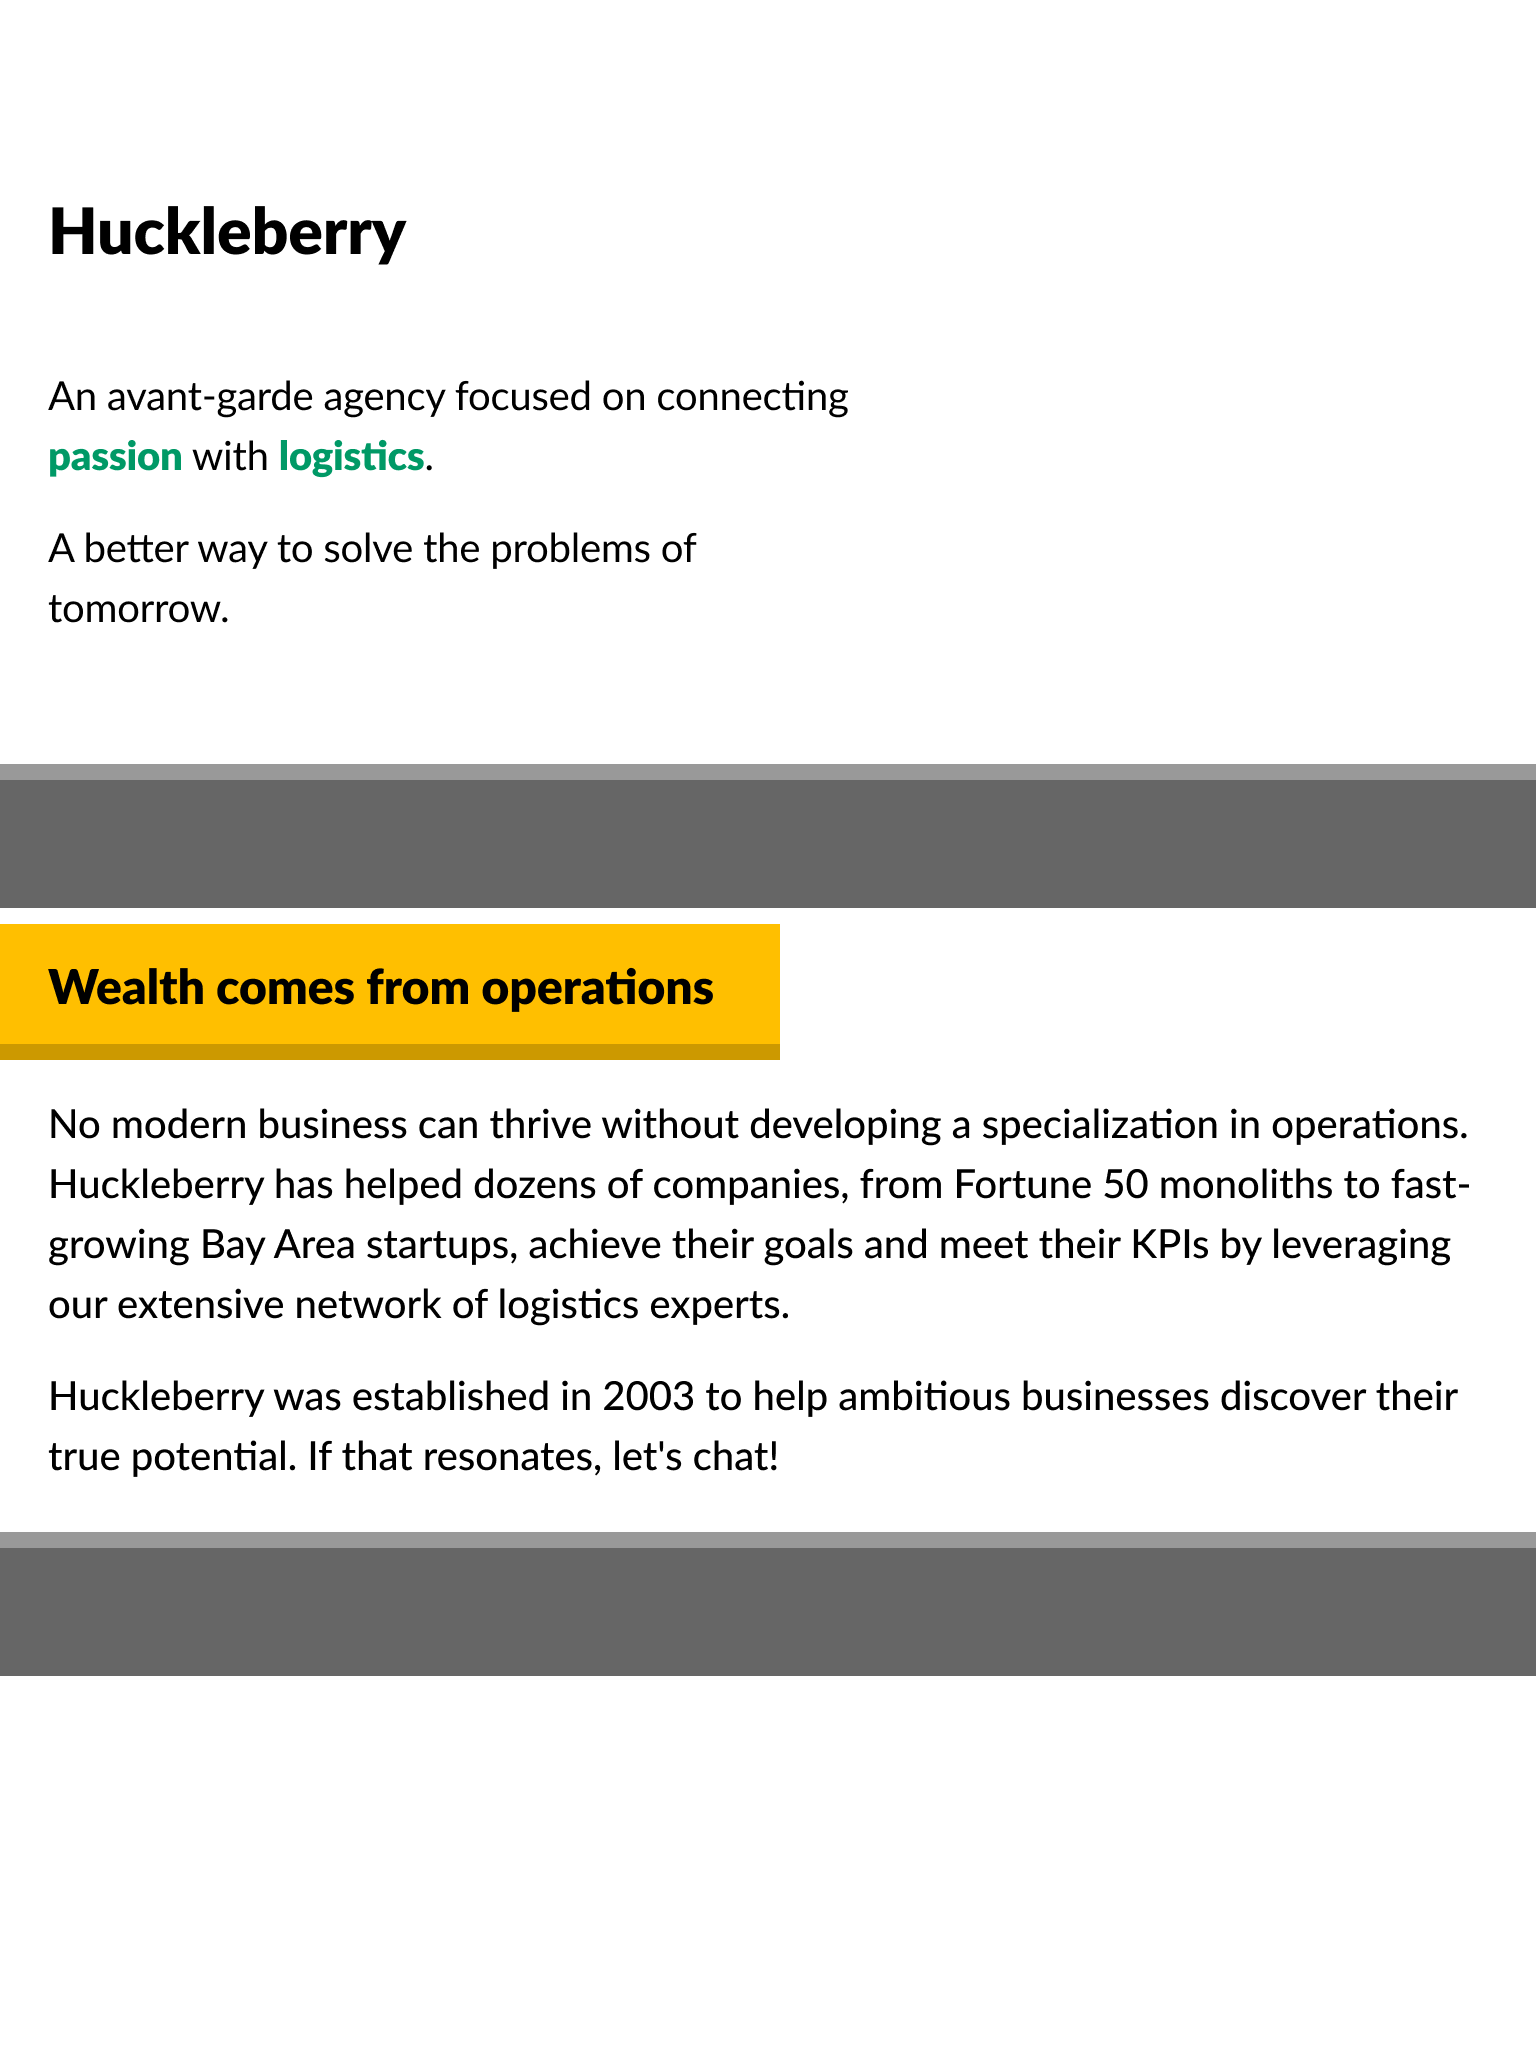 Huckleberry
An avant-garde agency focused on connecting
passion with logistics.
A better way to solve the problems of
tomorrow.
Wealth comes from operations
No modern business can thrive without developing a specialization in operations.
Huckleberry has helped dozens of companies, from Fortune 50 monoliths to fast-
growing Bay Area startups, achieve their goals and meet their KPIs by leveraging
our extensive network of logistics experts.
Huckleberry was established in 2003 to help ambitious businesses discover their
true potential. If that resonates, let's chat!